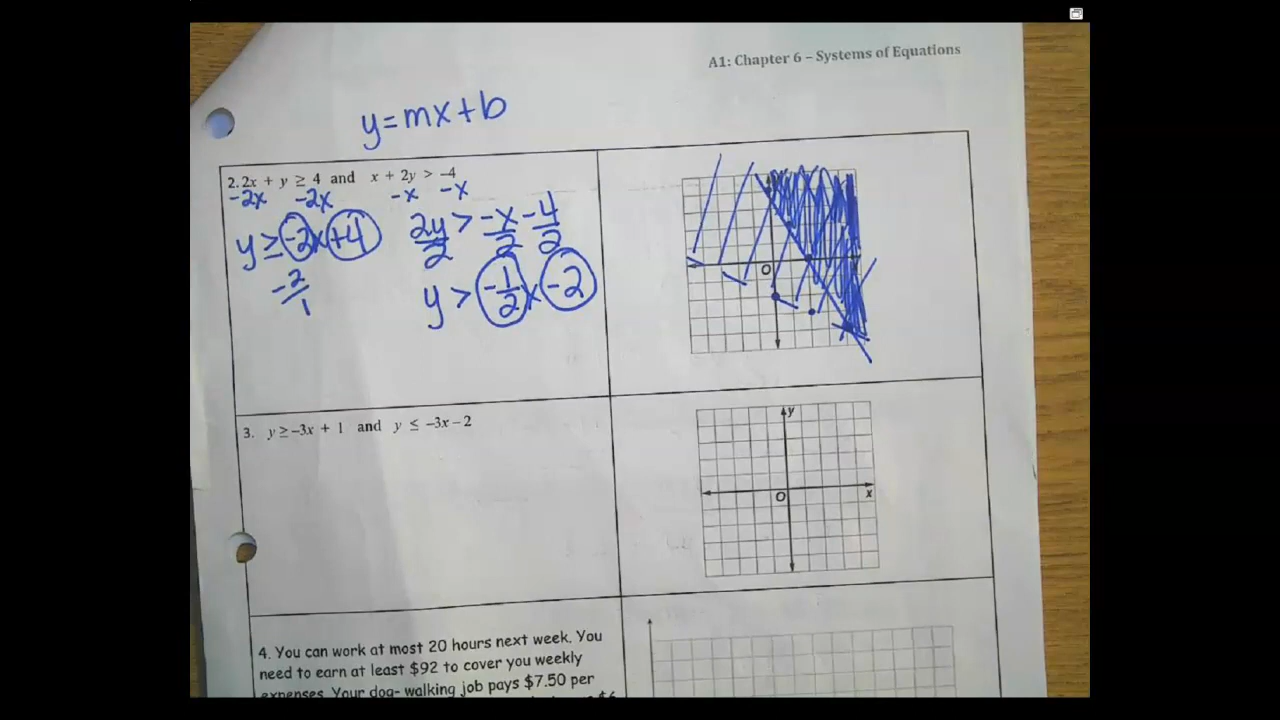 A1: Chapter 6 – Systems of Equations
y=mx+b
2. 2x + y ≥ 4 and x + 2y > -4
-2x -2x -x -x
y ≥ -2x +4 2y/2 > -x/2 -4/2
-2/1 y > -1/2 x -2
O
3. y ≥ -3x + 1 and y ≤ -3x - 2
y
O
x
4. You can work at most 20 hours next week. You
need to earn at least $92 to cover you weekly
expenses. Your dog- walking job pays $7.50 per